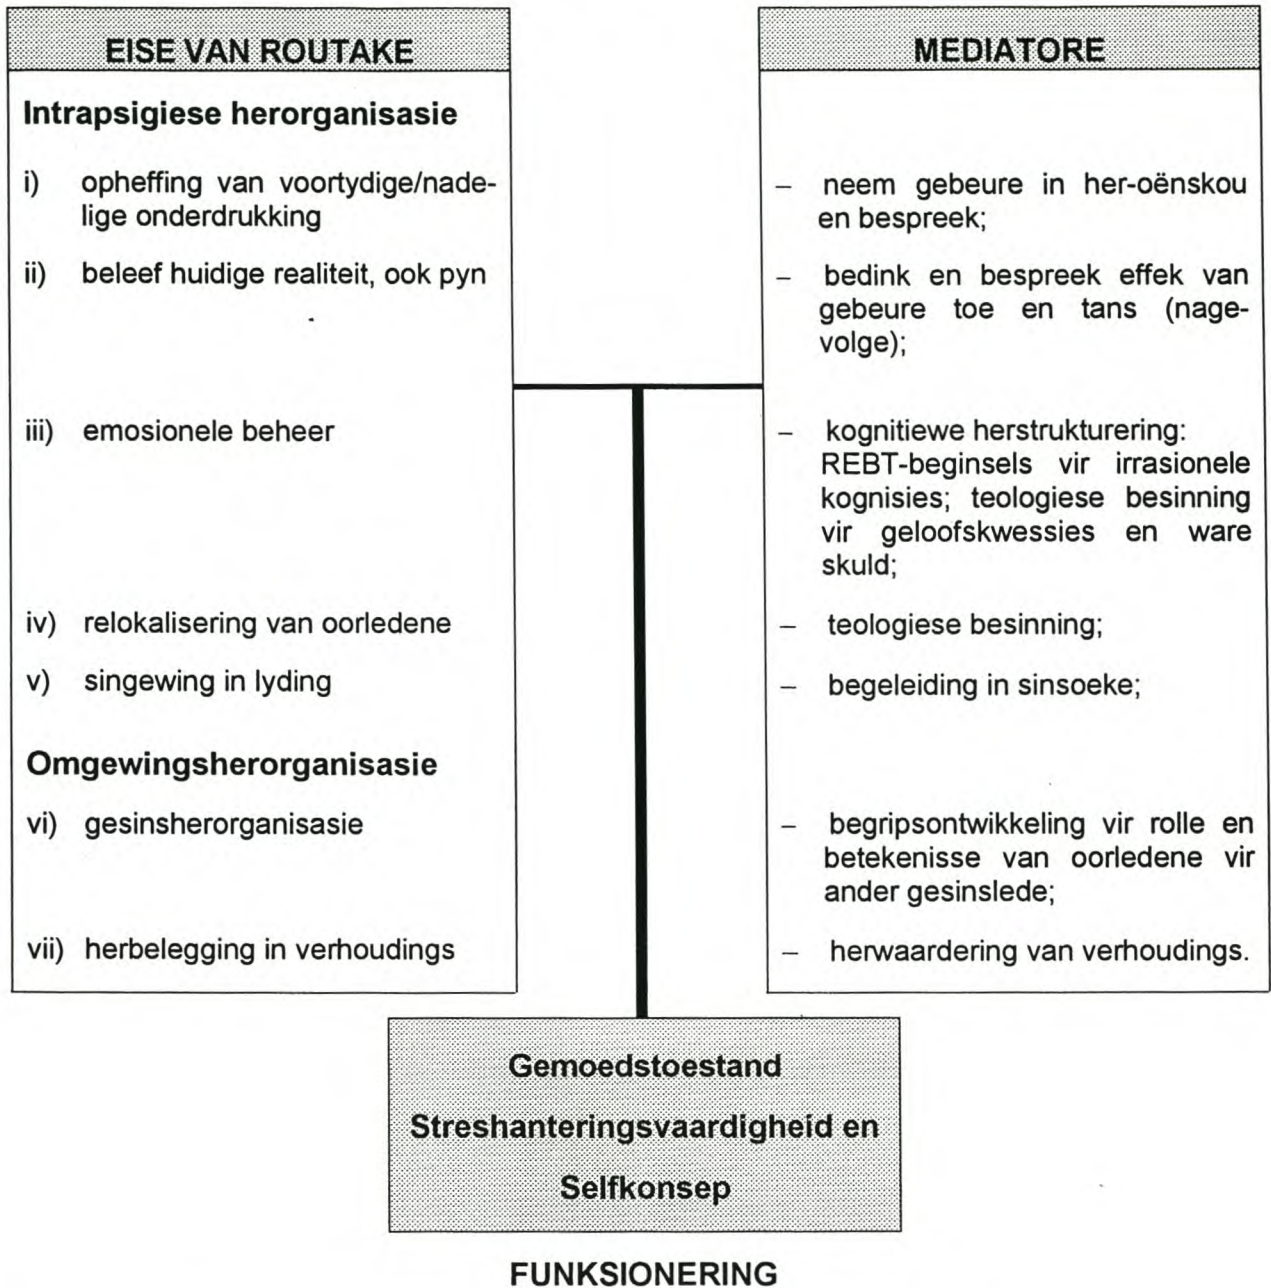 EISE VAN ROUTAKE
Intrapsigiese herorganisasie
i) opheffing van voortydige/nade-
lige onderdrukking
ii) beleef huidige realiteit, ook pyn
iii) emosionele beheer
iv) relokalisering van oorledene
v) singewing in lyding
Omgewingsherorganisasie
vi) gesinsherorganisasie
vii) herbelegging in verhoudings
MEDIATORE
– neem gebeure in her-oënskou
en bespreek;
– bedink en bespreek effek van
gebeure toe en tans (nage-
volge);
– kognitiewe herstrukturering:
REBT-beginsels vir irrasionele
kognisies; teologiese besinning
vir geloofskwessies en ware
skuld;
– teologiese besinning;
– begeleiding in sinsoeke;
– begripsontwikkeling vir rolle en
betekenisse van oorledene vir
ander gesinslede;
– herwaardering van verhoudings.
Gemoedstoestand
Streshanteringsvaardigheid en
Selfkonsep
FUNKSIONERING